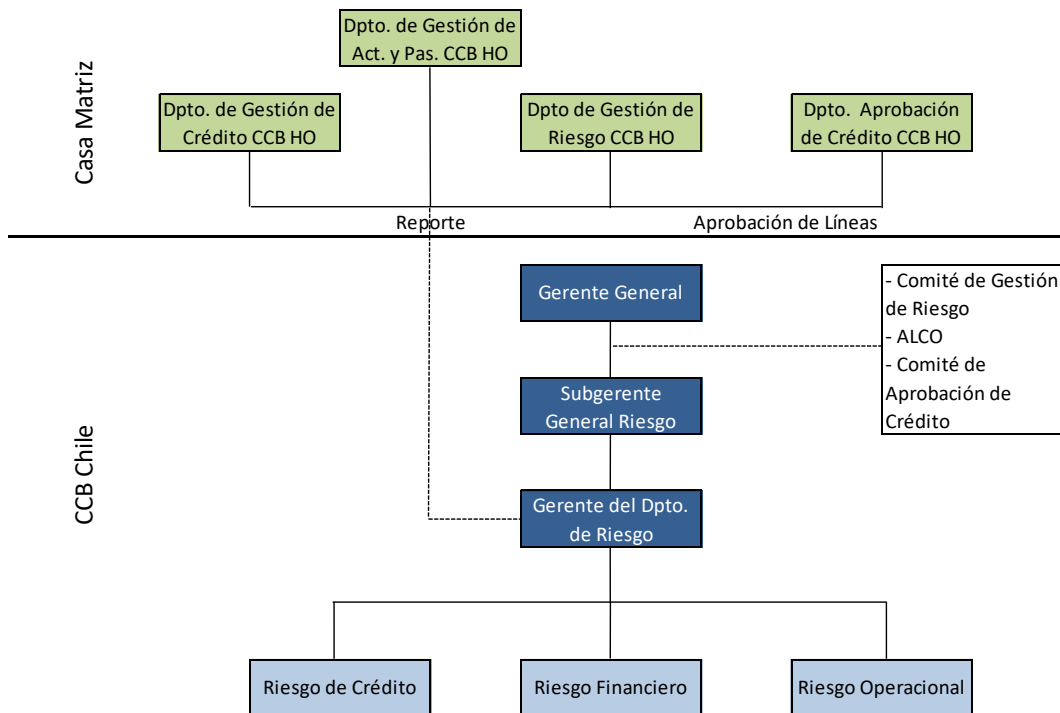 Casa Matriz
Dpto. de Gestión de
Act. y Pas. CCB HO
Dpto. de Gestión de
Crédito CCB HO
Dpto de Gestión de
Riesgo CCB HO
Dpto. Aprobación
de Crédito CCB HO
Reporte
Aprobación de Líneas
CCB Chile
Gerente General
- Comité de Gestión
de Riesgo
- ALCO
- Comité de
Aprobación de
Crédito
Subgerente
General Riesgo
Gerente del Dpto.
de Riesgo
Riesgo de Crédito
Riesgo Financiero
Riesgo Operacional